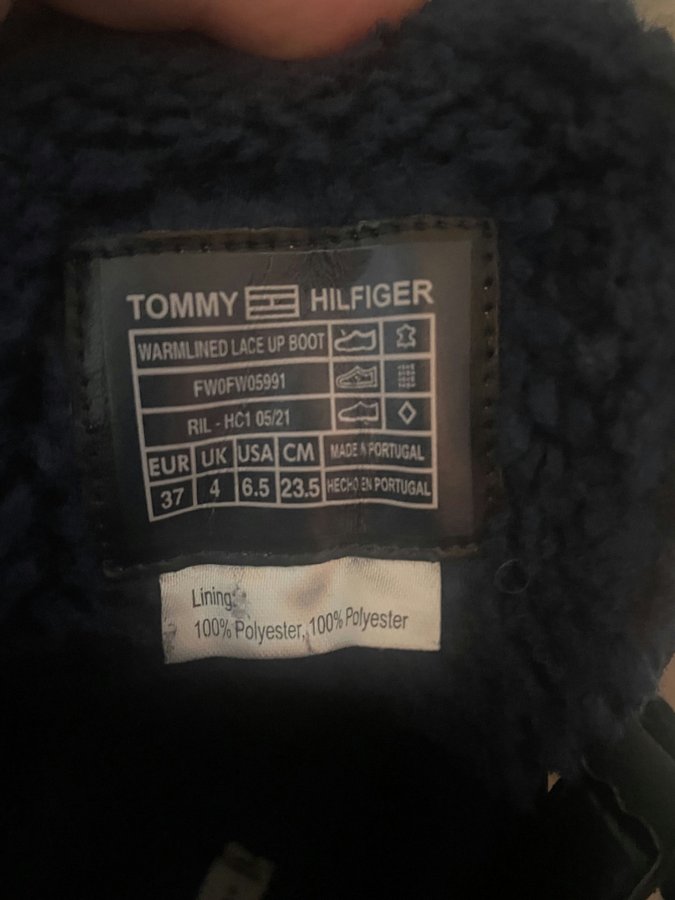 TOMMY HILFIGER
WARMLINED LACE UP BOOT
FW0FW05991
RIL - HC1 05/21
EUR UK USA CM MADE IN PORTUGAL
37 4 6.5 23.5 HECHO EN PORTUGAL
Lining:
100% Polyester, 100% Polyester